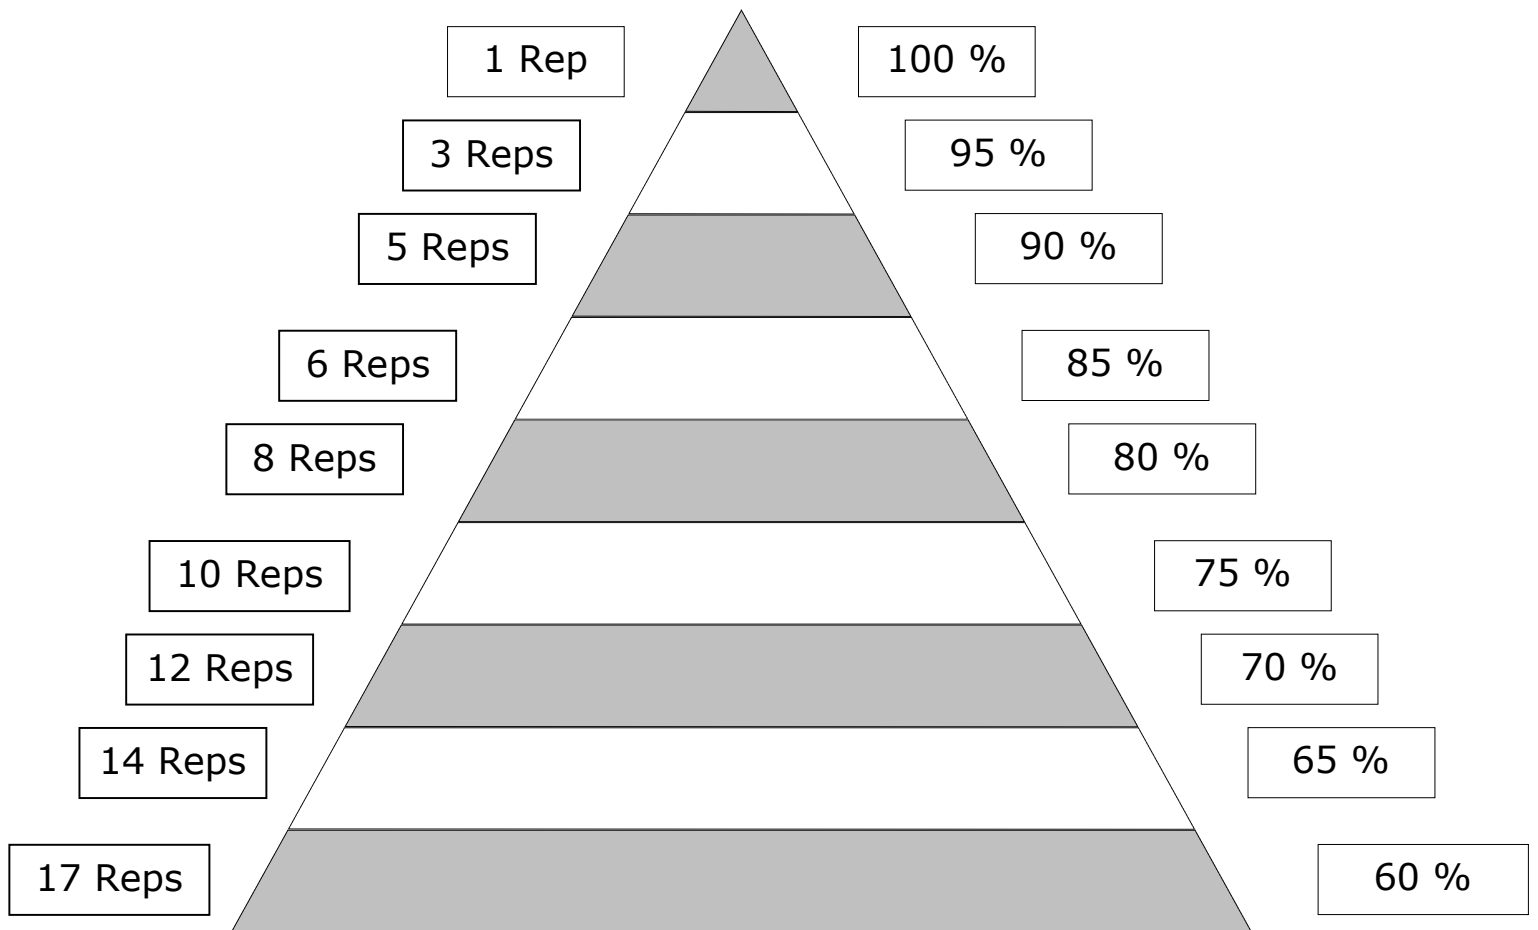 1 Rep
100 %
3 Reps
95 %
5 Reps
90 %
6 Reps
85 %
8 Reps
80 %
10 Reps
75 %
12 Reps
70 %
14 Reps
65 %
17 Reps
60 %